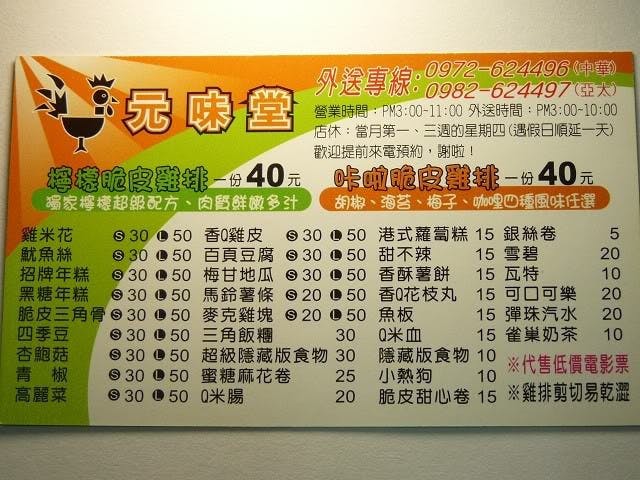 元味堂
外送專線:0972-624496(中華)
0982-624497(亞太)
營業時間：PM3:00-11:00 外送時間：PM3:00-10:00
店休：當月第一、三週的星期四(遇假日順延一天)
歡迎提前來電預約，謝啦！
檸檬脆皮雞排 一份40元
獨家檸檬超級配方、肉質鮮嫩多汁
咔啦脆皮雞排 一份40元
胡椒、海苔、梅子、咖哩四種風味任選
雞米花 S30 L50
魷魚絲 S30 L50
招牌年糕 S30 L50
黑糖年糕 S30 L50
脆皮三角骨 S30 L50
四季豆 S30 L50
杏鮑菇 S30 L50
青椒 S30 L50
高麗菜 S30 L50
香Q雞皮 S30 L50
百頁豆腐 S30 L50
梅甘地瓜 S30 L50
馬鈴薯條 S20 L50
麥克雞塊 S20 L50
三角飯糰 30
超級隱藏版食物 30
蜜糖麻花卷 25
Q米腸 20
港式蘿蔔糕 15
甜不辣 15
香酥薯餅 15
香Q花枝丸 15
魚板 15
Q米血 15
隱藏版食物 10
小熱狗 10
脆皮甜心卷 15
銀絲卷 5
雪碧 20
瓦特 10
可口可樂 20
彈珠汽水 20
雀巢奶茶 10
※代售低價電影票
※雞排剪切易乾澀